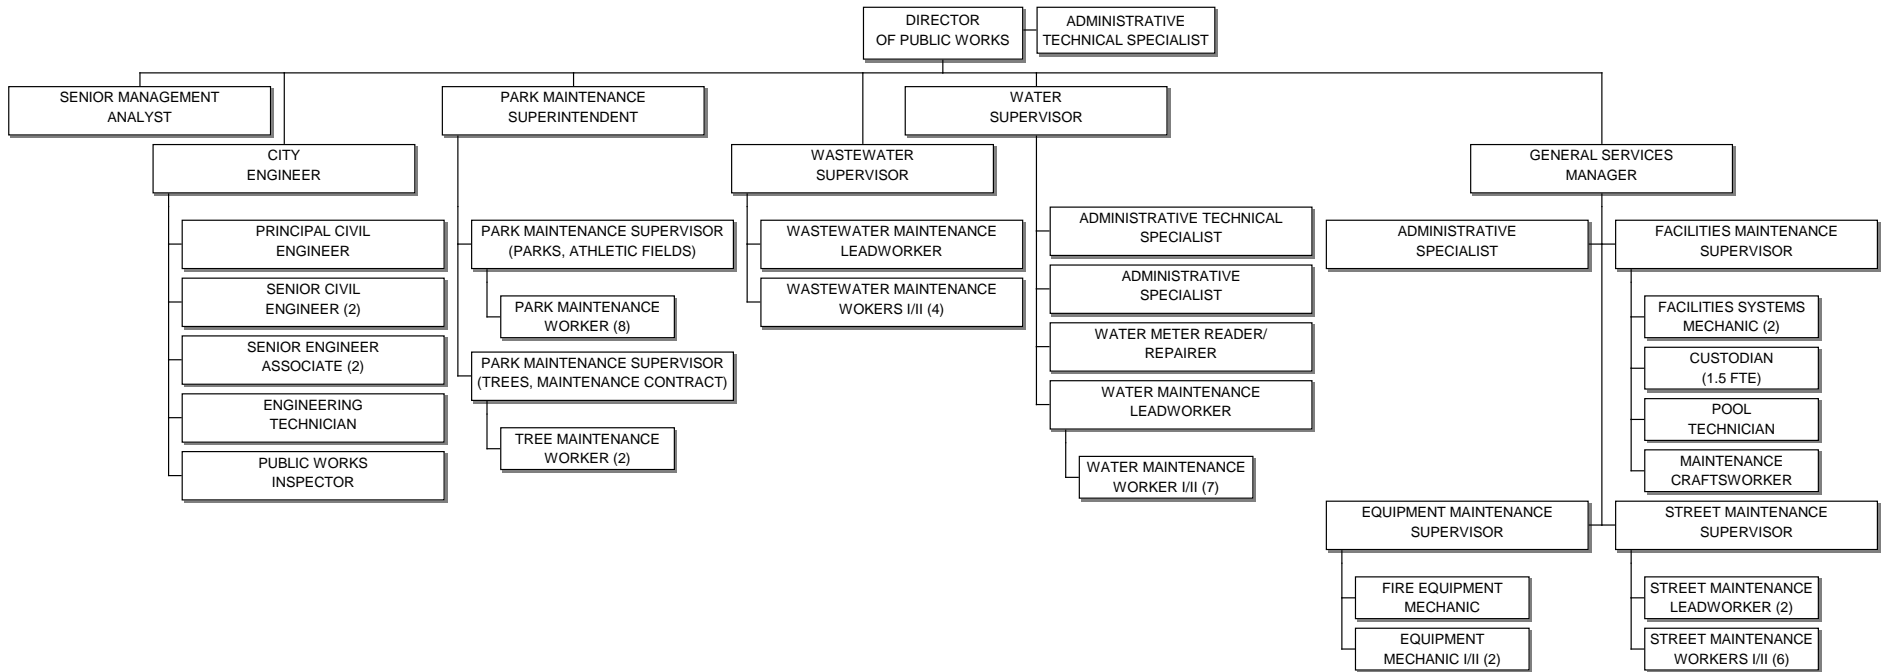 DIRECTOR
OF PUBLIC WORKS
ADMINISTRATIVE
TECHNICAL SPECIALIST
SENIOR MANAGEMENT
ANALYST
CITY
ENGINEER
PRINCIPAL CIVIL
ENGINEER
SENIOR CIVIL
ENGINEER (2)
SENIOR ENGINEER
ASSOCIATE (2)
ENGINEERING
TECHNICIAN
PUBLIC WORKS
INSPECTOR
PARK MAINTENANCE
SUPERINTENDENT
PARK MAINTENANCE SUPERVISOR
(PARKS, ATHLETIC FIELDS)
PARK MAINTENANCE
WORKER (8)
PARK MAINTENANCE SUPERVISOR
(TREES, MAINTENANCE CONTRACT)
TREE MAINTENANCE
WORKER (2)
WASTEWATER
SUPERVISOR
WASTEWATER MAINTENANCE
LEADWORKER
WASTEWATER MAINTENANCE
WOKERS I/II (4)
WATER
SUPERVISOR
ADMINISTRATIVE TECHNICAL
SPECIALIST
ADMINISTRATIVE
SPECIALIST
WATER METER READER/
REPAIRER
WATER MAINTENANCE
LEADWORKER
WATER MAINTENANCE
WORKER I/II (7)
GENERAL SERVICES
MANAGER
ADMINISTRATIVE
SPECIALIST
FACILITIES MAINTENANCE
SUPERVISOR
FACILITIES SYSTEMS
MECHANIC (2)
CUSTODIAN
(1.5 FTE)
POOL
TECHNICIAN
MAINTENANCE
CRAFTSWORKER
EQUIPMENT MAINTENANCE
SUPERVISOR
FIRE EQUIPMENT
MECHANIC
EQUIPMENT
MECHANIC I/II (2)
STREET MAINTENANCE
SUPERVISOR
STREET MAINTENANCE
LEADWORKER (2)
STREET MAINTENANCE
WORKERS I/II (6)